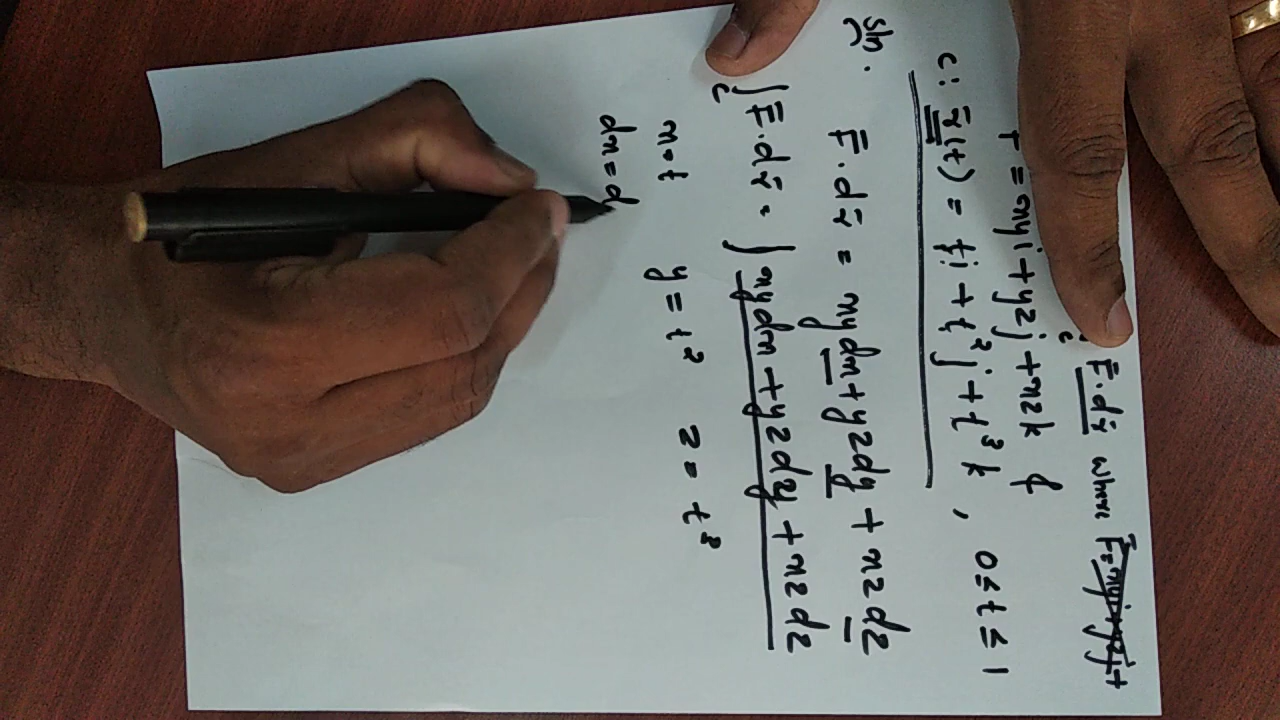 F̄.dr̄ where
F = xyi + yzj + xzk &
c: r̄(t) = ti + t²j + t³k , 0 ≤ t ≤ 1
Sln. F̄.dr̄ = xydx + yzdy + xzdz
∫c F̄.dr̄ = ∫ xydx + yzdy + xzdz
x = t y = t² z = t³
dx = d